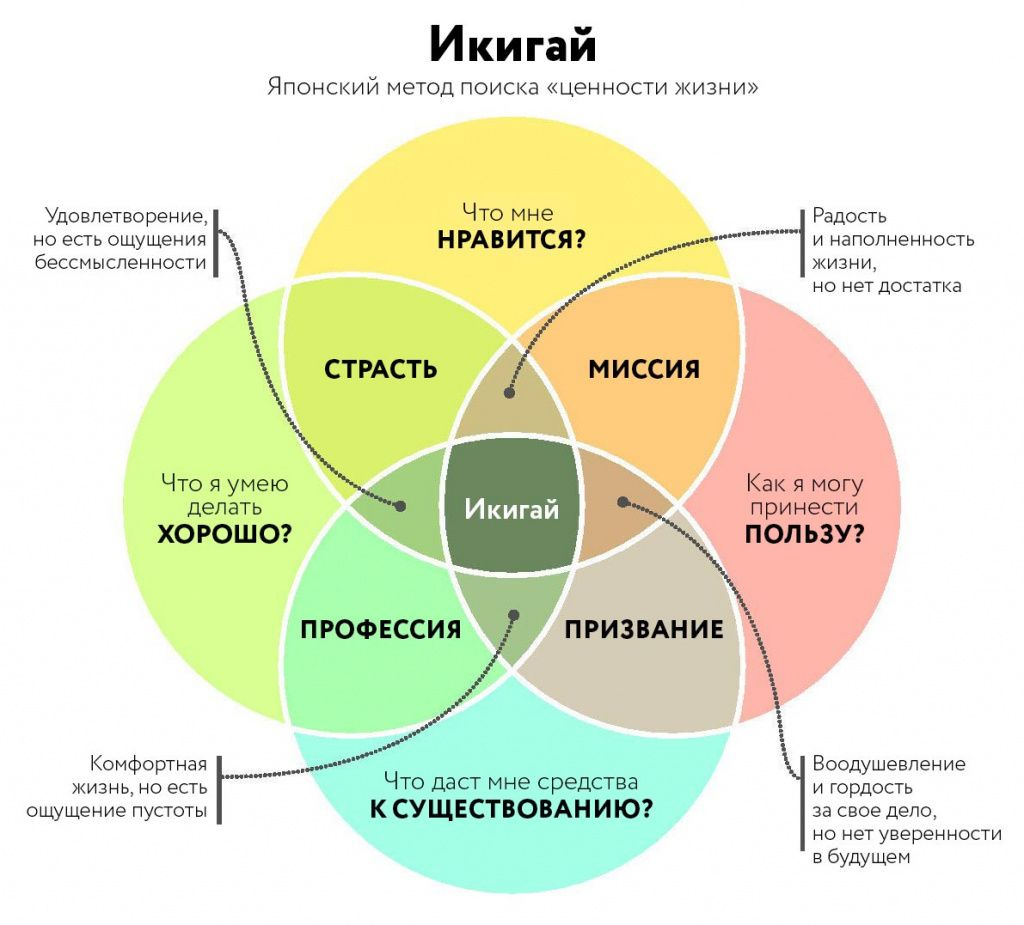 Икигай
Японский метод поиска «ценности жизни»
Удовлетворение,
но есть ощущения
бессмысленности
Что мне
НРАВИТСЯ?
Радость
и наполненность
жизни,
но нет достатка
СТРАСТЬ
МИССИЯ
Что я умею
делать
ХОРОШО?
Икигай
Как я могу
принести
ПОЛЬЗУ?
ПРОФЕССИЯ
ПРИЗВАНИЕ
Комфортная
жизнь, но есть
ощущение пустоты
Что даст мне средства
К СУЩЕСТВОВАНИЮ?
Воодушевление
и гордость
за свое дело,
но нет уверенности
в будущем